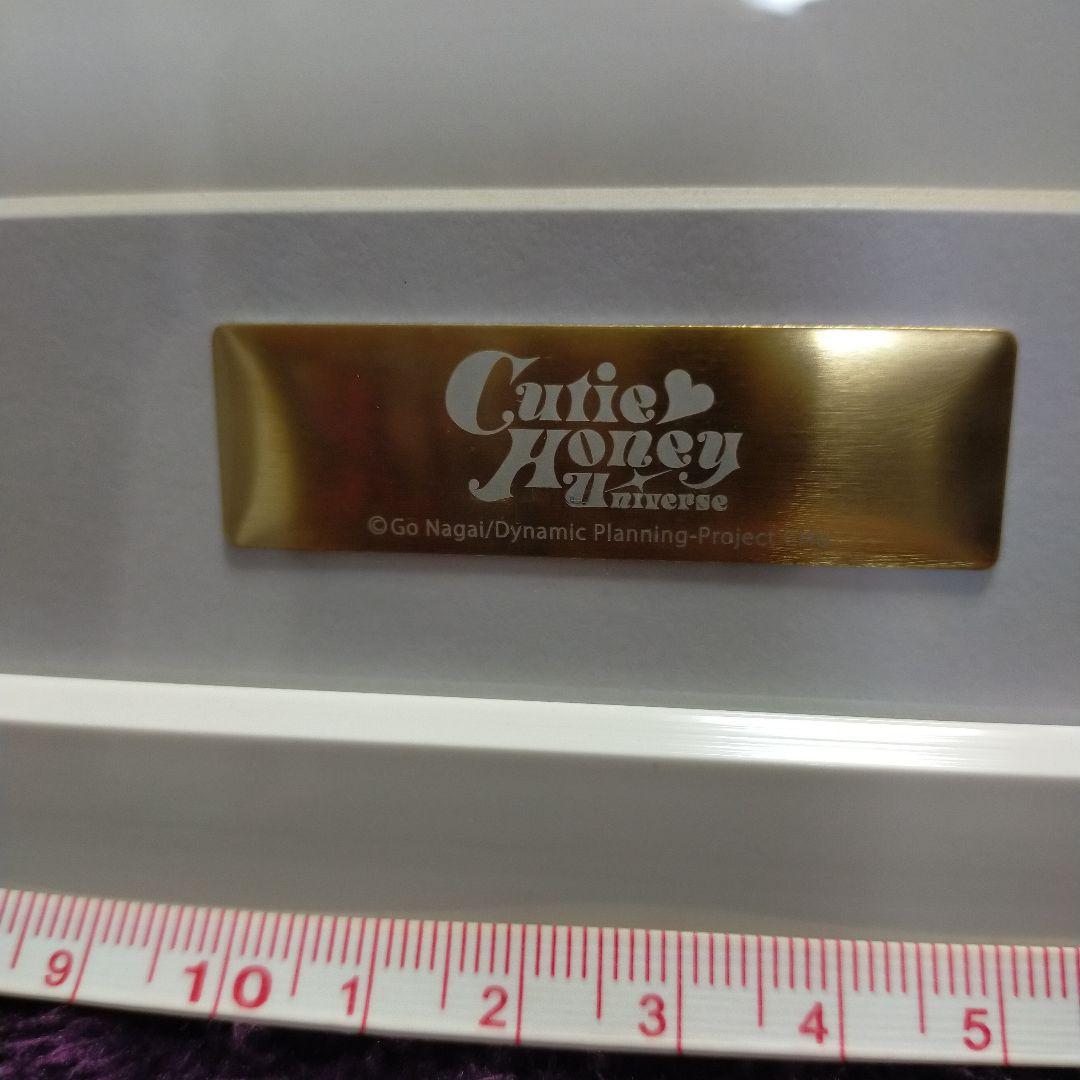 Cutie
Honey
Universe
©Go Nagai/Dynamic Planning-Project
9 10 1 2 3 4 5